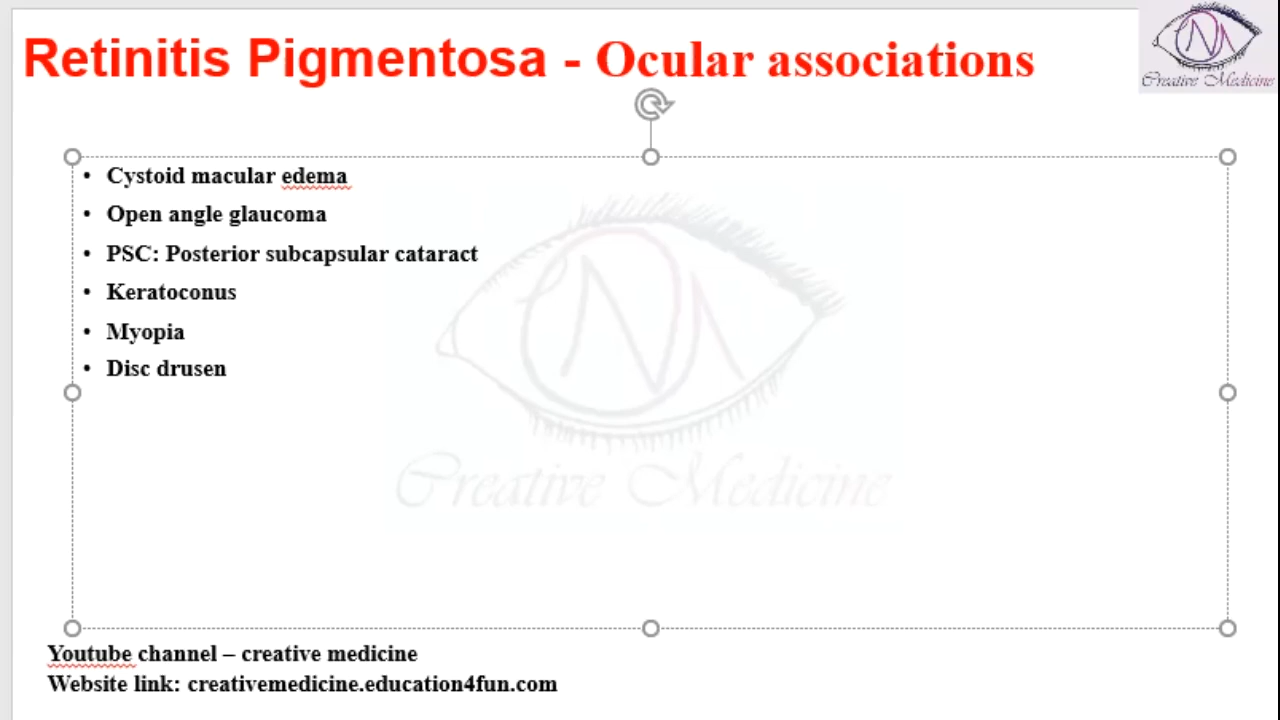 Retinitis Pigmentosa - Ocular associations
Creative Medicine
• Cystoid macular edema
• Open angle glaucoma
• PSC: Posterior subcapsular cataract
• Keratoconus
• Myopia
• Disc drusen
Creative Medicine
Youtube channel – creative medicine
Website link: creativemedicine.education4fun.com